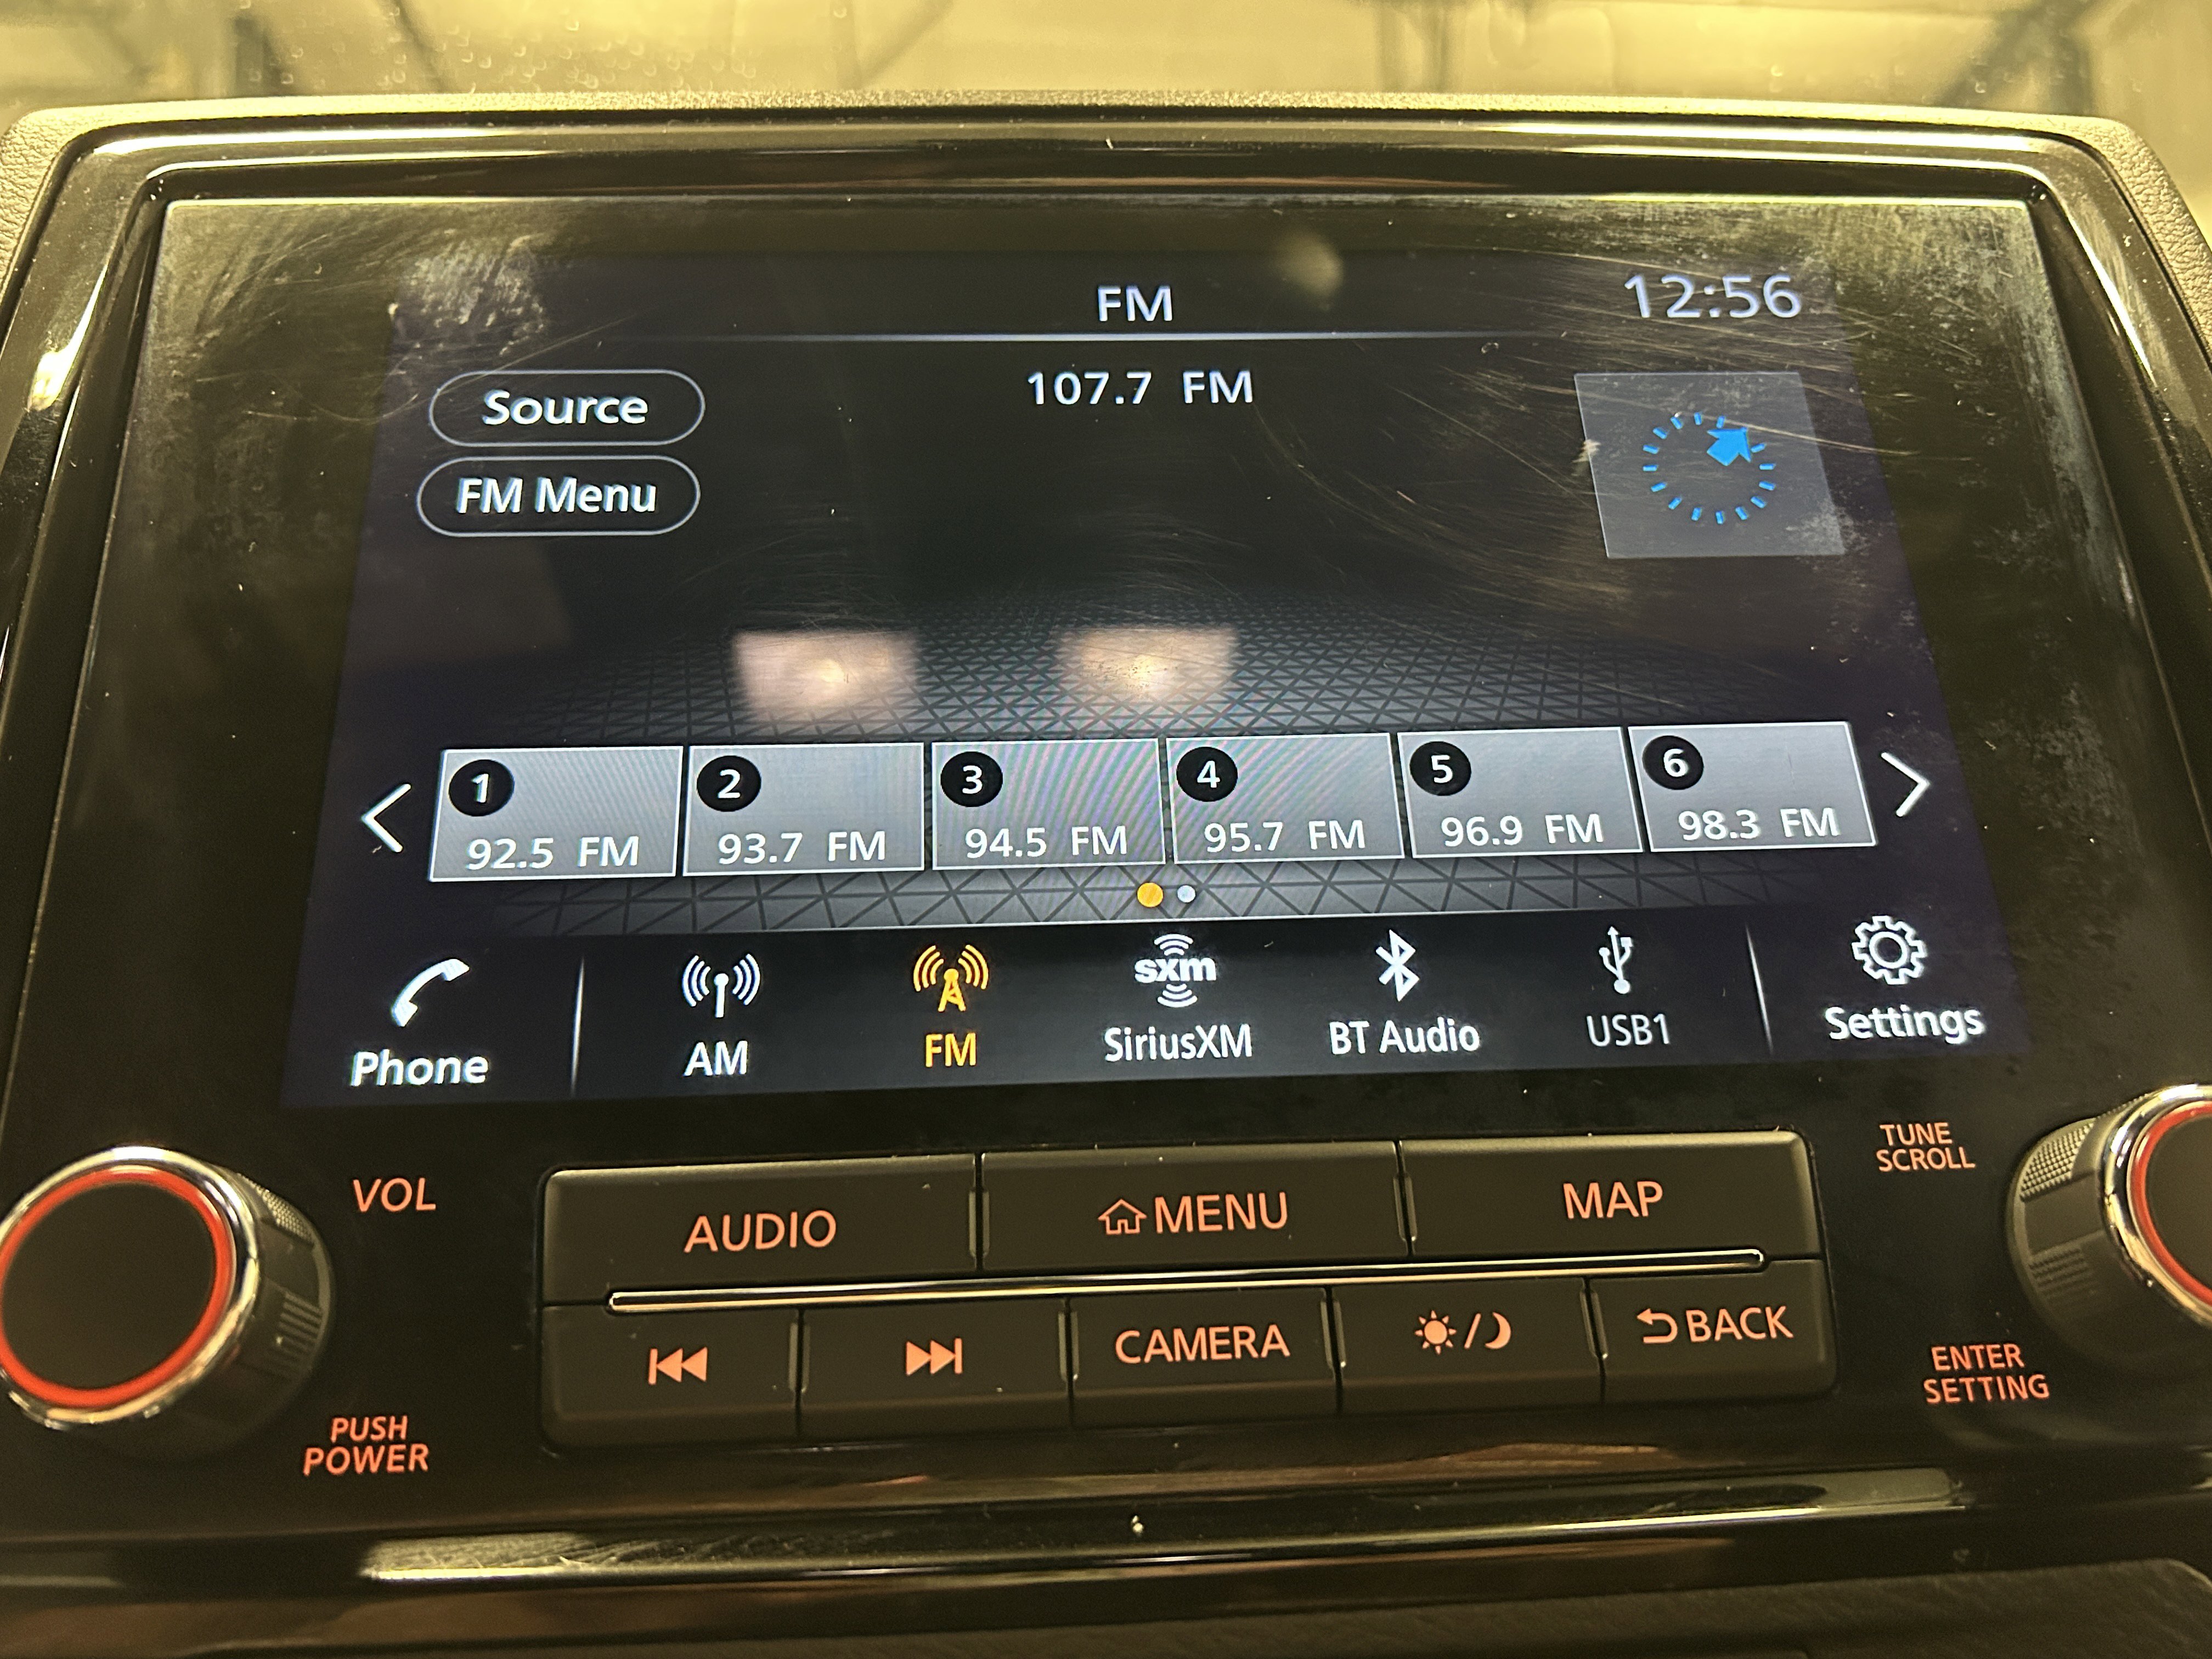 FM
12:56
107.7 FM
Source
FM Menu
1
2
3
4
5
6
92.5 FM
93.7 FM
94.5 FM
95.7 FM
96.9 FM
98.3 FM
Phone
AM
FM
sxm
SiriusXM
BT Audio
USB1
Settings
VOL
TUNE
SCROLL
AUDIO
MENU
MAP
CAMERA
BACK
PUSH
POWER
ENTER
SETTING